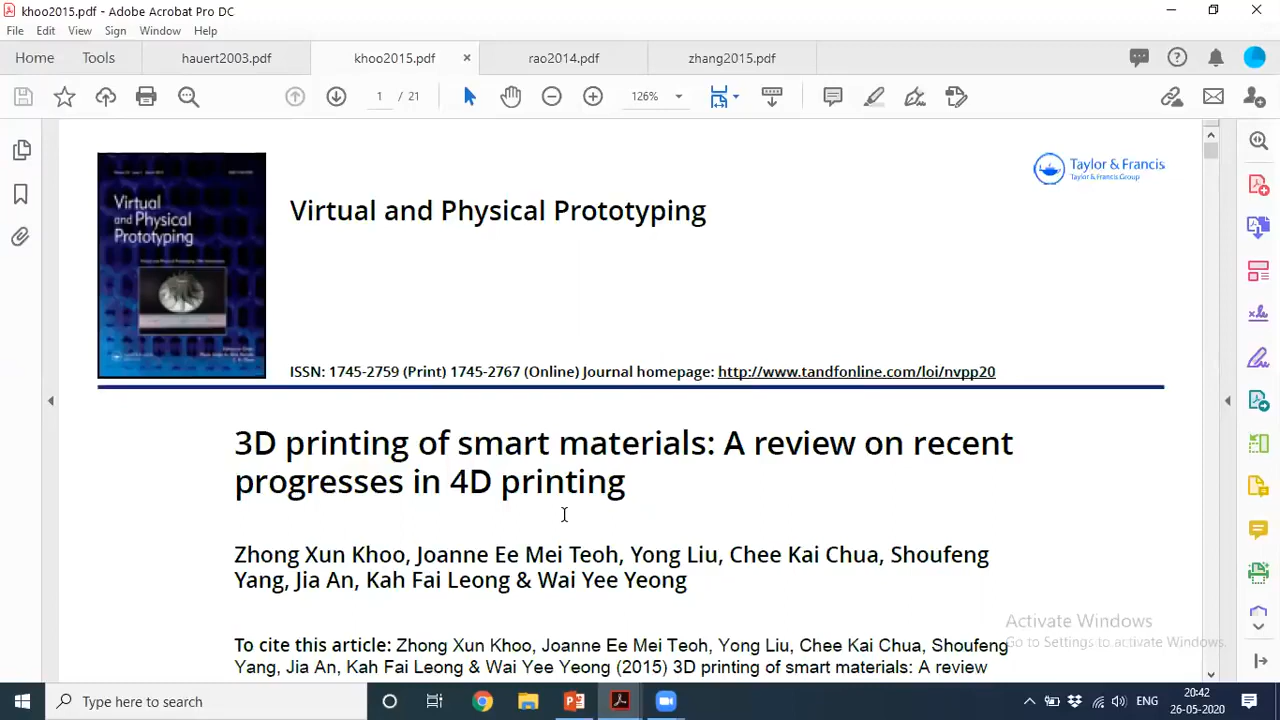 khoo2015.pdf - Adobe Acrobat Pro DC
File Edit View Sign Window Help
Home Tools hauert2003.pdf khoo2015.pdf × rao2014.pdf zhang2015.pdf
1 / 21 126%
Taylor & Francis
Taylor & Francis Group
Virtual
and Physical
Prototyping
Virtual and Physical Prototyping
ISSN: 1745-2759 (Print) 1745-2767 (Online) Journal homepage: http://www.tandfonline.com/loi/nvpp20
3D printing of smart materials: A review on recent
progresses in 4D printing
Zhong Xun Khoo, Joanne Ee Mei Teoh, Yong Liu, Chee Kai Chua, Shoufeng
Yang, Jia An, Kah Fai Leong & Wai Yee Yeong
To cite this article: Zhong Xun Khoo, Joanne Ee Mei Teoh, Yong Liu, Chee Kai Chua, Shoufeng
Yang, Jia An, Kah Fai Leong & Wai Yee Yeong (2015) 3D printing of smart materials: A review
Activate Windows
Go to Settings to activate Windows.
Type here to search
ENG
20:42
26-05-2020